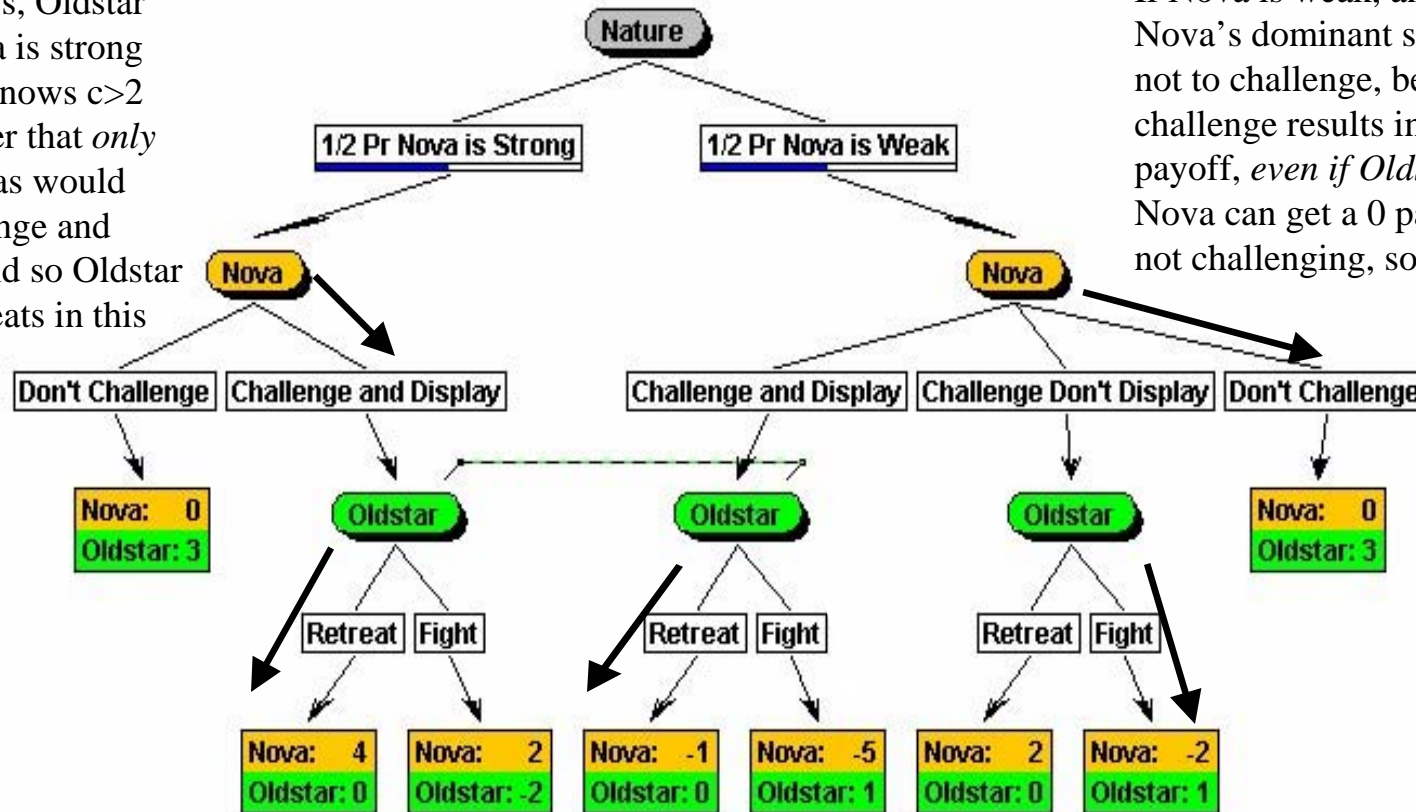 s, Oldstar
a is strong
nows c>2
er that only
as would
nge and
d so Oldstar
eats in this
Nova's dominant s
not to challenge, be
challenge results in
payoff, even if Olds
Nova can get a 0 pa
not challenging, so
Nature
1/2 Pr Nova is Strong
1/2 Pr Nova is Weak
Nova
Nova
Don't Challenge
Challenge and Display
Challenge and Display
Challenge Don't Display
Don't Challenge
Nova: 0
Oldstar: 3
Oldstar
Oldstar
Oldstar
Nova: 0
Oldstar: 3
Retreat
Fight
Retreat
Fight
Retreat
Fight
Nova: 4
Oldstar: 0
Nova: 2
Oldstar: -2
Nova: -1
Oldstar: 0
Nova: -5
Oldstar: 1
Nova: 2
Oldstar: 0
Nova: -2
Oldstar: 1